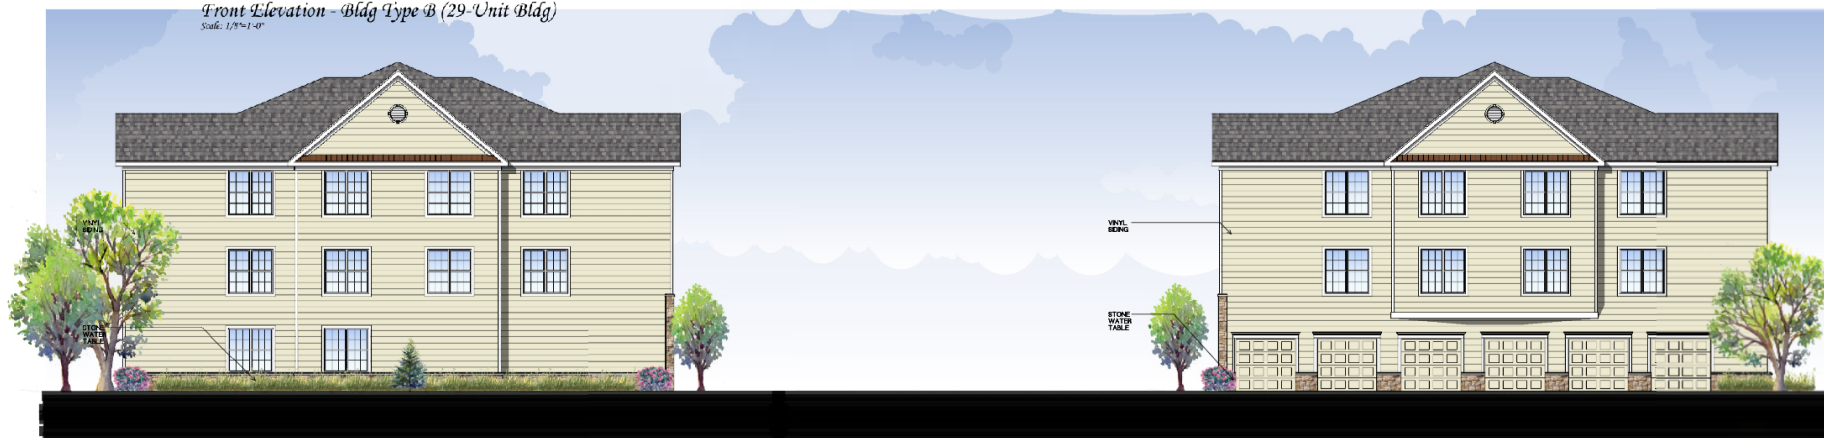 Front Elevation - Bldg Type B (29-Unit Bldg)
Scale: 1/8"=1'-0"
VINYL
SIDING
STONE
WATER
TABLE
VINYL
SIDING
STONE
WATER
TABLE